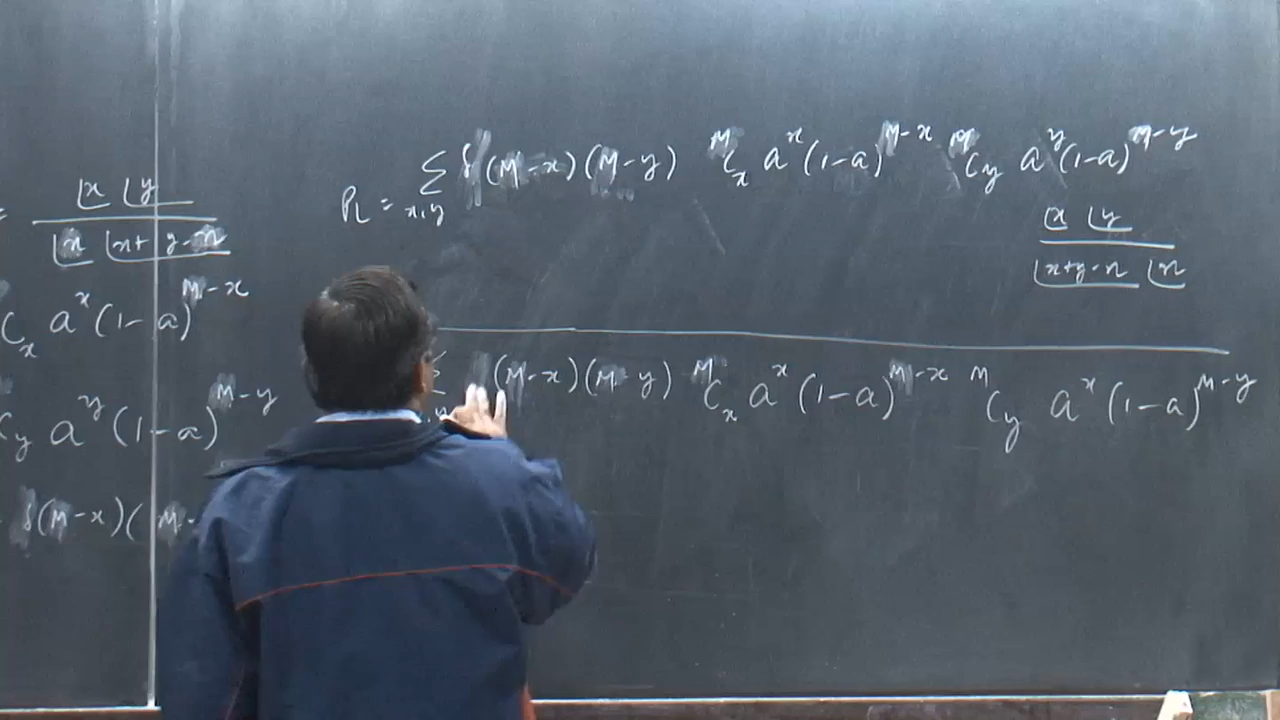 = ⌊x ⌊y / ⌊n ⌊x+y-n
C_x a^x (1-a)^{M-x}
C_y a^y (1-a)^{M-y}
f(M-x)(M-
P_L = Σ_{x,y} f(M-x)(M-y) ^M C_x a^x (1-a)^{M-x} ^M C_y a^y (1-a)^{M-y}
⌊x ⌊y / ⌊x+y-n ⌊n
Σ (M-x)(M-y) ^M C_x a^x (1-a)^{M-x} ^M C_y a^x (1-a)^{M-y}